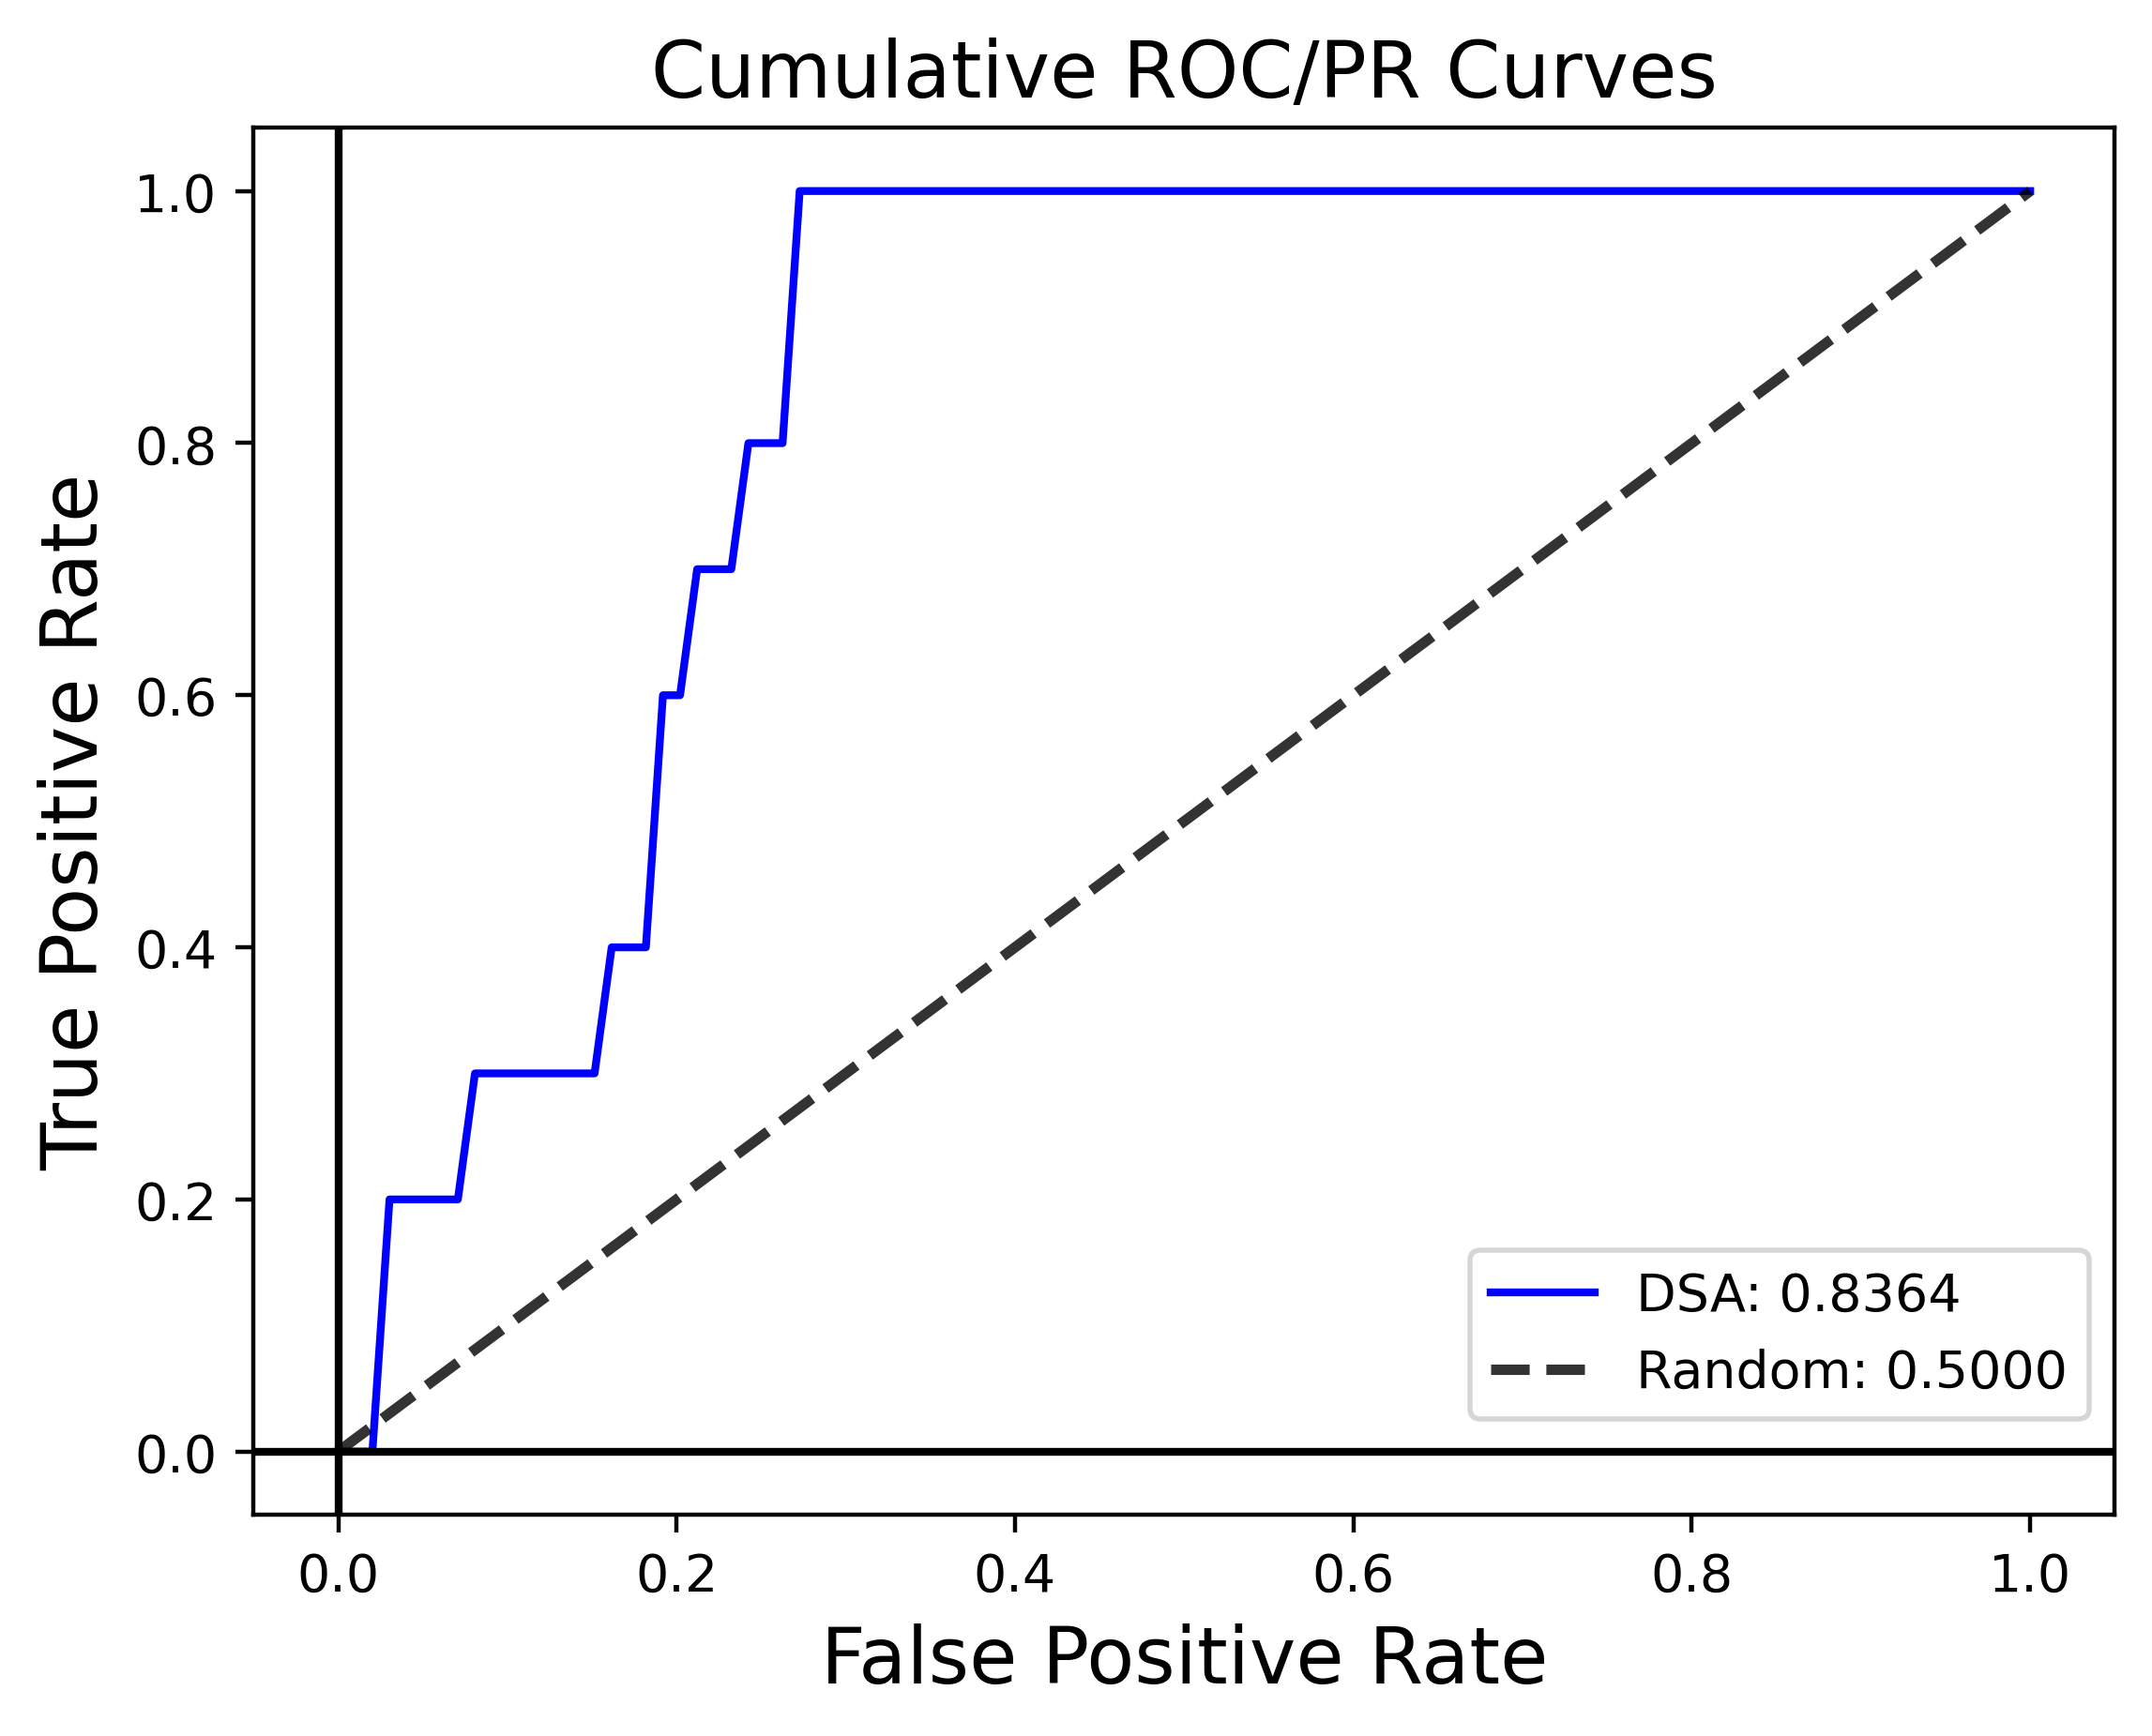 Cumulative ROC/PR Curves
True Positive Rate
1.0
0.8
0.6
0.4
0.2
0.0
DSA: 0.8364
Random: 0.5000
0.0 0.2 0.4 0.6 0.8 1.0
False Positive Rate